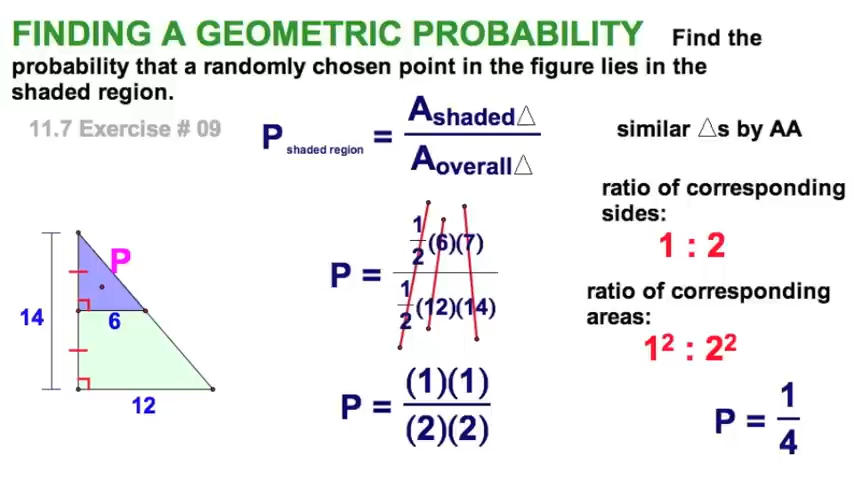 FINDING A GEOMETRIC PROBABILITY Find the
probability that a randomly chosen point in the figure lies in the
shaded region.
11.7 Exercise # 09
P shaded region = A shaded△ / A overall△
similar △s by AA
ratio of corresponding
sides:
1 : 2
P = 1/2 (6)(7) / 1/2 (12)(14)
ratio of corresponding
areas:
1² : 2²
P
14
6
12
P = (1)(1) / (2)(2)
P = 1/4